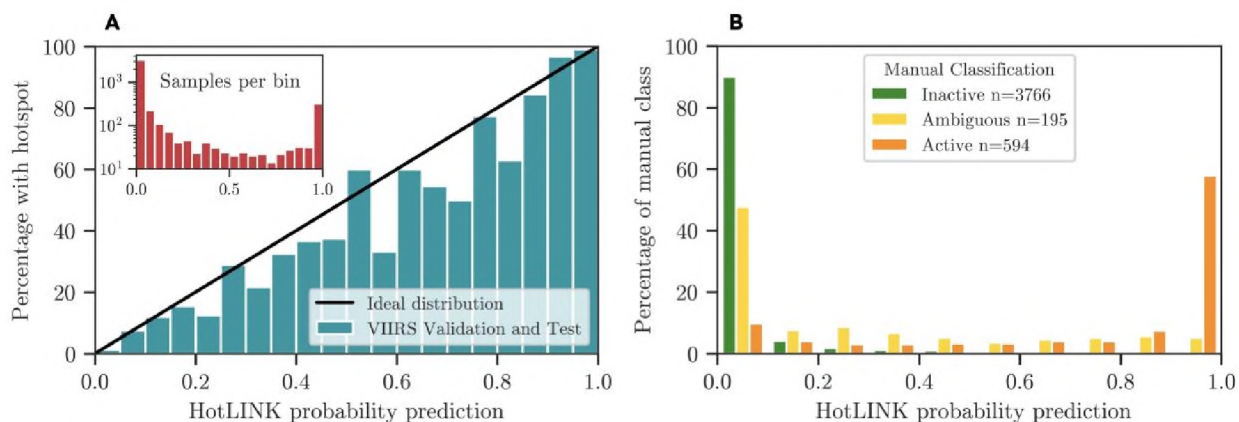 A
Percentage with hotspot
100
80
60
40
20
0
Samples per bin
10³
10²
10¹
0.0 0.5 1.0
Ideal distribution
VIIRS Validation and Test
0.0 0.2 0.4 0.6 0.8 1.0
HotLINK probability prediction
B
Percentage of manual class
100
80
60
40
20
0
Manual Classification
Inactive n=3766
Ambiguous n=195
Active n=594
0.0 0.2 0.4 0.6 0.8 1.0
HotLINK probability prediction